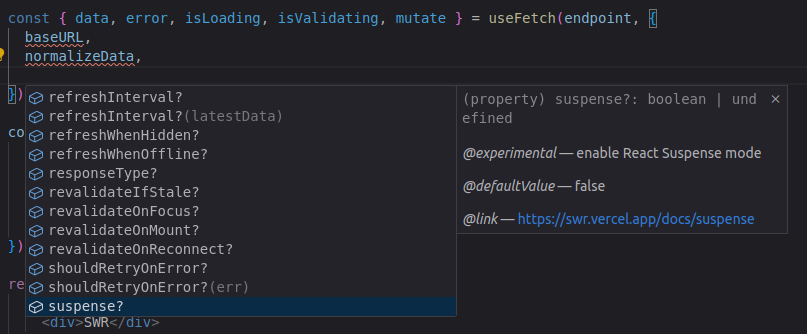 const { data, error, isLoading, isValidating, mutate } = useFetch(endpoint, {
baseURL,
normalizeData,
})
co
})
re
<div>SWR</div>
refreshInterval?
refreshInterval?(latestData)
refreshWhenHidden?
refreshWhenOffline?
responseType?
revalidateIfStale?
revalidateOnFocus?
revalidateOnMount?
revalidateOnReconnect?
shouldRetryOnError?
shouldRetryOnError?(err)
suspense?
(property) suspense?: boolean | und
efined
@experimental — enable React Suspense mode
@defaultValue — false
@link — https://swr.vercel.app/docs/suspense